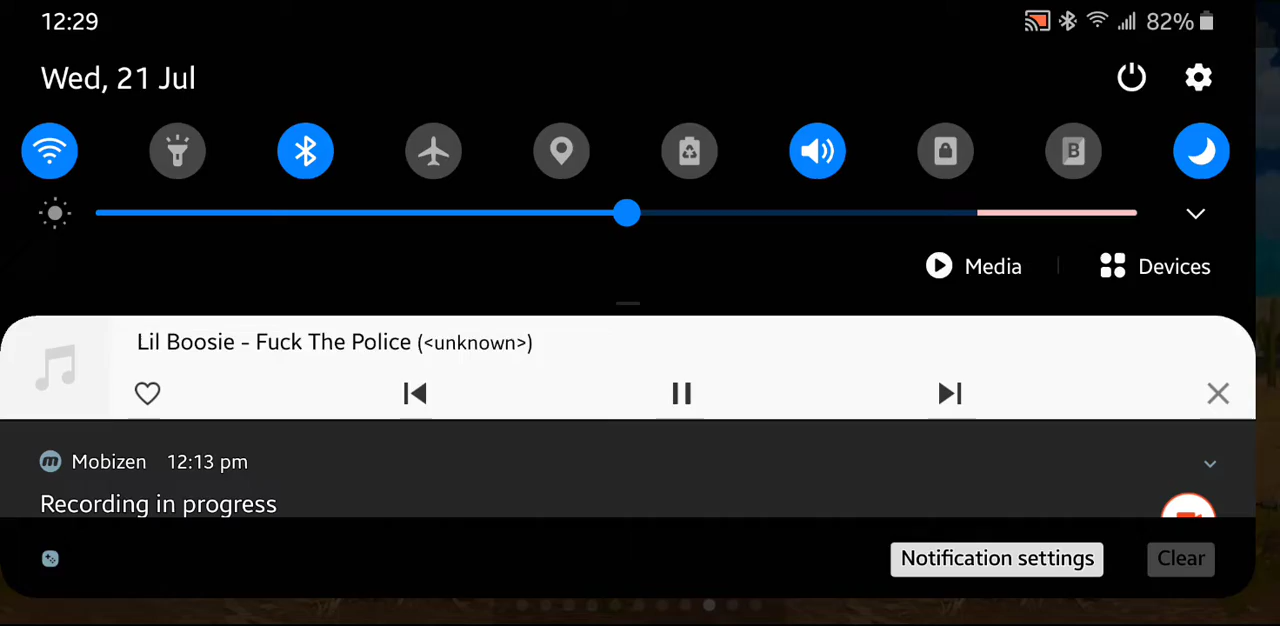 12:29
82%
Wed, 21 Jul
B
Media
Devices
Lil Boosie - Fuck The Police (<unknown>)
m Mobizen 12:13 pm
Recording in progress
Notification settings
Clear